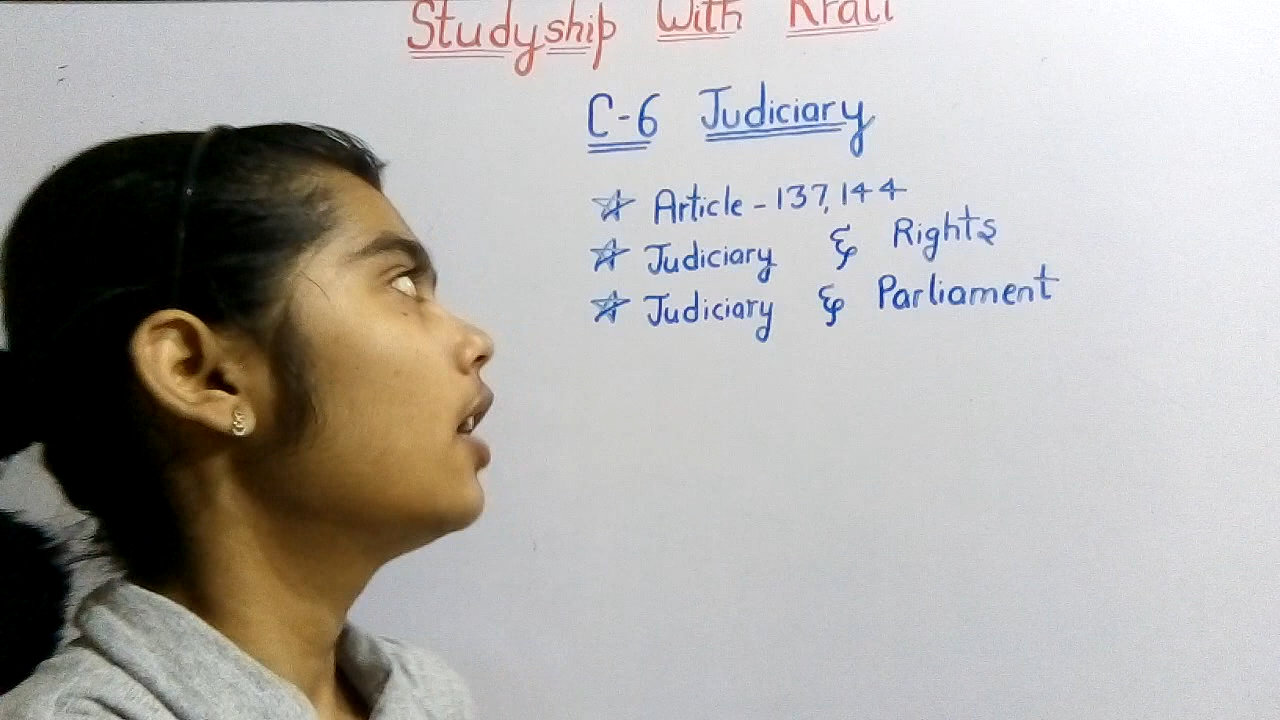 Studyship With Krati
C-6 Judiciary
☆ Article - 137, 144
☆ Judiciary & Rights
☆ Judiciary & Parliament